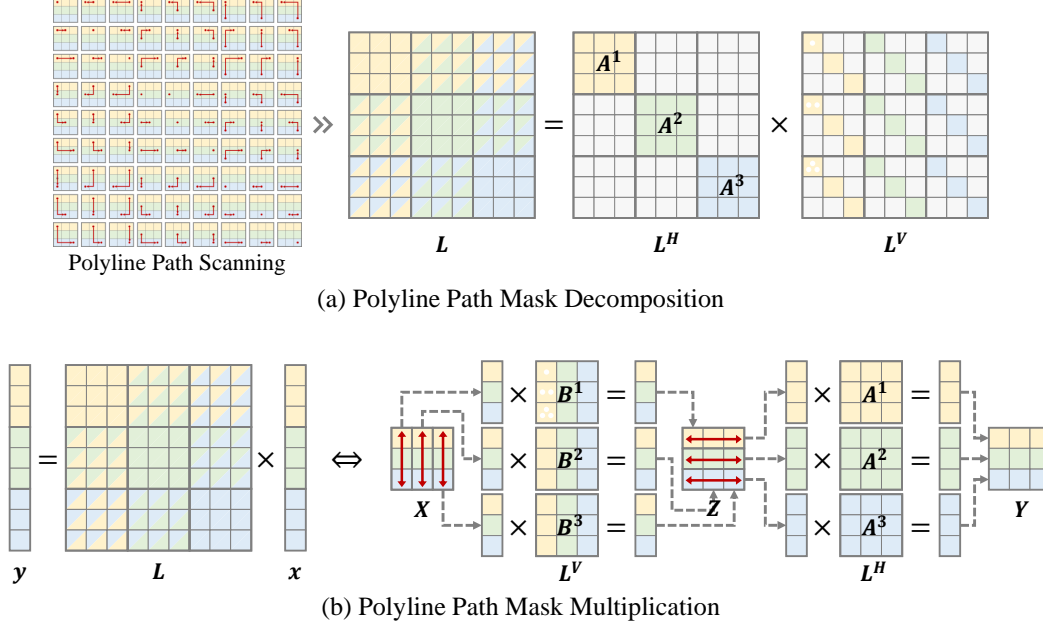 A¹
A²
A³
=
×
L
Lᴴ
Lⱽ
Polyline Path Scanning
(a) Polyline Path Mask Decomposition
× B¹ =
× A¹ =
= × ⇔
× B² =
× A² =
X
Z
Y
× B³ =
× A³ =
y
L
x
Lⱽ
Lᴴ
(b) Polyline Path Mask Multiplication